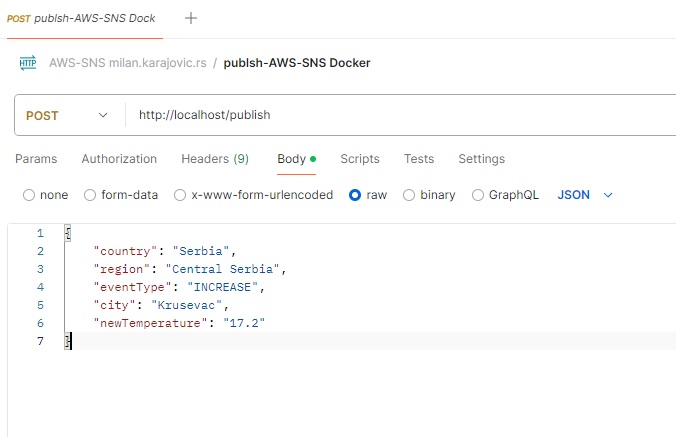 POST publsh-AWS-SNS Dock
HTTP AWS-SNS milan.karajovic.rs / publsh-AWS-SNS Docker
POST http://localhost/publish
Params Authorization Headers (9) Body Scripts Tests Settings
none form-data x-www-form-urlencoded raw binary GraphQL JSON
1 {
2 "country": "Serbia",
3 "region": "Central Serbia",
4 "eventType": "INCREASE",
5 "city": "Krusevac",
6 "newTemperature": "17.2"
7 }